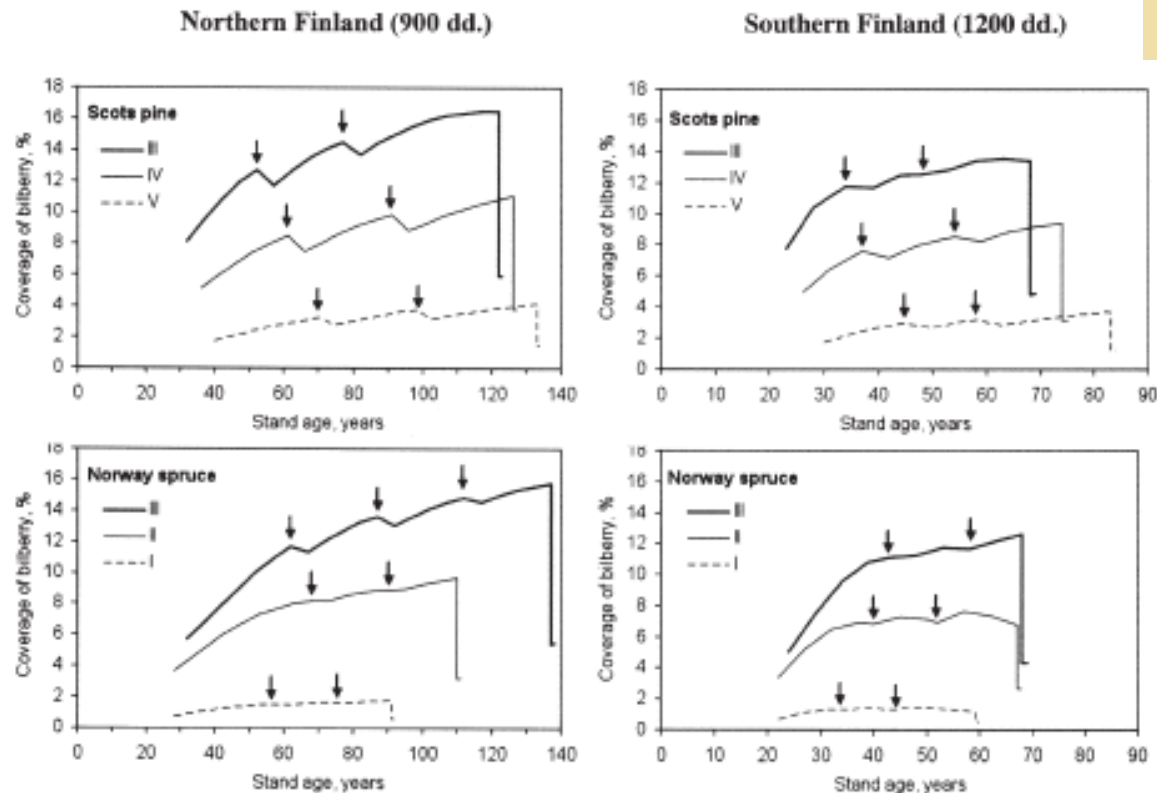 Northern Finland (900 dd.)
Southern Finland (1200 dd.)
Coverage of bilberry, %
18
16
14
12
10
8
6
4
2
0
Scots pine
III
IV
V
0 20 40 60 80 100 120 140
Stand age, years
Coverage of bilberry, %
18
16
14
12
10
8
6
4
2
0
Scots pine
III
IV
V
0 10 20 30 40 50 60 70 80 90
Stand age, years
Coverage of bilberry, %
18
16
14
12
10
8
6
4
2
0
Norway spruce
III
II
I
0 20 40 60 80 100 120 140
Stand age, years
Coverage of bilberry, %
18
16
14
12
10
8
6
4
2
0
Norway spruce
III
II
I
0 10 20 30 40 50 60 70 80 90
Stand age, years